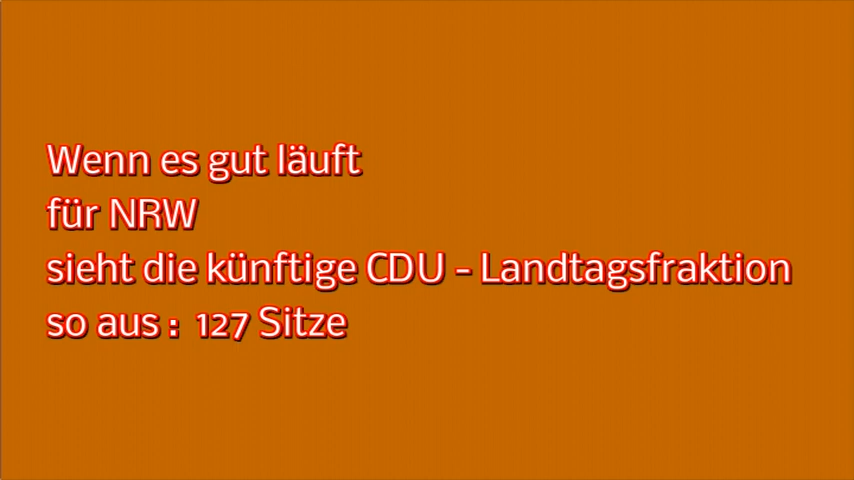 Wenn es gut läuft
für NRW
sieht die künftige CDU - Landtagsfraktion
so aus : 127 Sitze